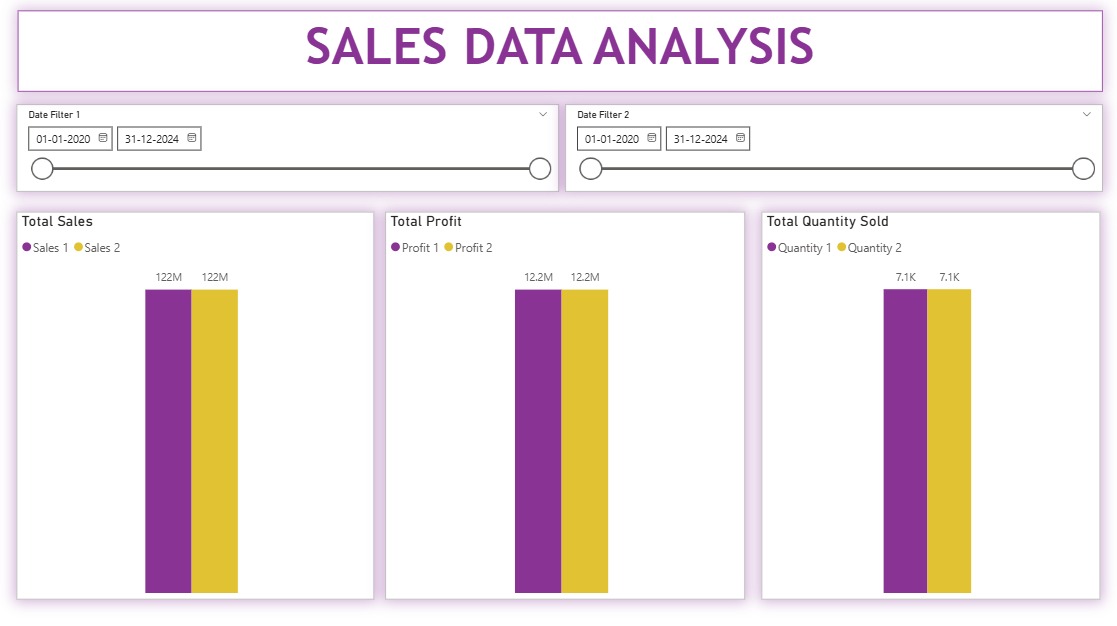 SALES DATA ANALYSIS
Date Filter 1
01-01-2020 31-12-2024
Date Filter 2
01-01-2020 31-12-2024
Total Sales
Sales 1 Sales 2
122M 122M
Total Profit
Profit 1 Profit 2
12.2M 12.2M
Total Quantity Sold
Quantity 1 Quantity 2
7.1K 7.1K